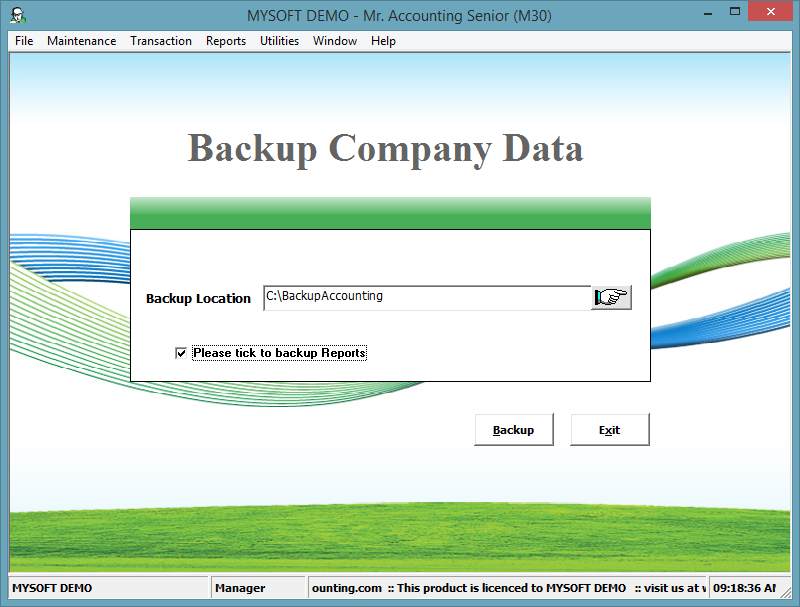 MYSOFT DEMO - Mr. Accounting Senior (M30)
File Maintenance Transaction Reports Utilities Window Help
Backup Company Data
Backup Location C:\BackupAccounting
Please tick to backup Reports
Backup Exit
MYSOFT DEMO Manager ounting.com :: This product is licenced to MYSOFT DEMO :: visit us at 09:18:36